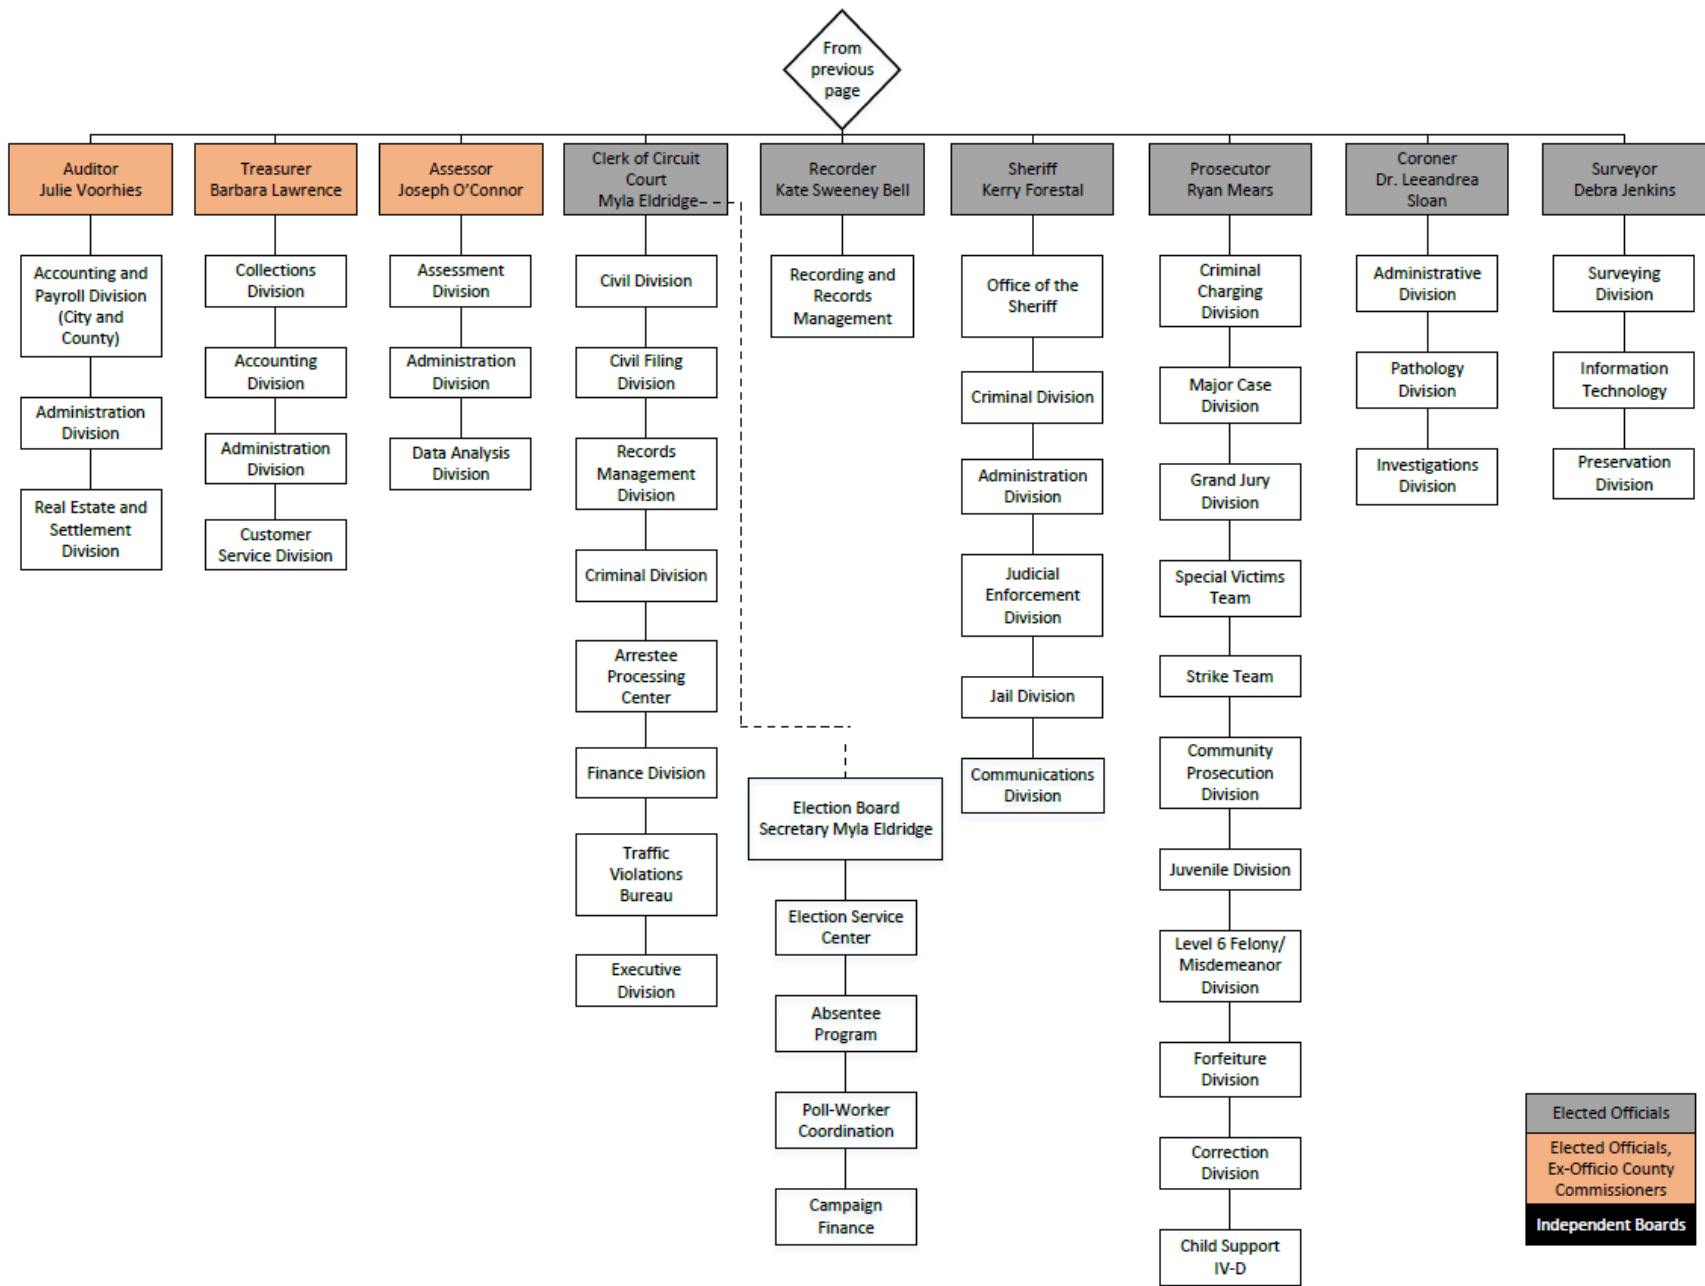 From
previous
page
Auditor
Julie Voorhies
Treasurer
Barbara Lawrence
Assessor
Joseph O'Connor
Clerk of Circuit
Court
Myla Eldridge
Recorder
Kate Sweeney Bell
Sheriff
Kerry Forestal
Prosecutor
Ryan Mears
Coroner
Dr. Leeandrea
Sloan
Surveyor
Debra Jenkins
Accounting and
Payroll Division
(City and
County)
Administration
Division
Real Estate and
Settlement
Division
Collections
Division
Accounting
Division
Administration
Division
Customer
Service Division
Assessment
Division
Administration
Division
Data Analysis
Division
Civil Division
Civil Filing
Division
Records
Management
Division
Criminal Division
Arrestee
Processing
Center
Finance Division
Traffic
Violations
Bureau
Executive
Division
Recording and
Records
Management
Election Board
Secretary Myla Eldridge
Election Service
Center
Absentee
Program
Poll-Worker
Coordination
Campaign
Finance
Office of the
Sheriff
Criminal Division
Administration
Division
Judicial
Enforcement
Division
Jail Division
Communications
Division
Criminal
Charging
Division
Major Case
Division
Grand Jury
Division
Special Victims
Team
Strike Team
Community
Prosecution
Division
Juvenile Division
Level 6 Felony/
Misdemeanor
Division
Forfeiture
Division
Correction
Division
Child Support
IV-D
Administrative
Division
Pathology
Division
Investigations
Division
Surveying
Division
Information
Technology
Preservation
Division
Elected Officials
Elected Officials,
Ex-Officio County
Commissioners
Independent Boards